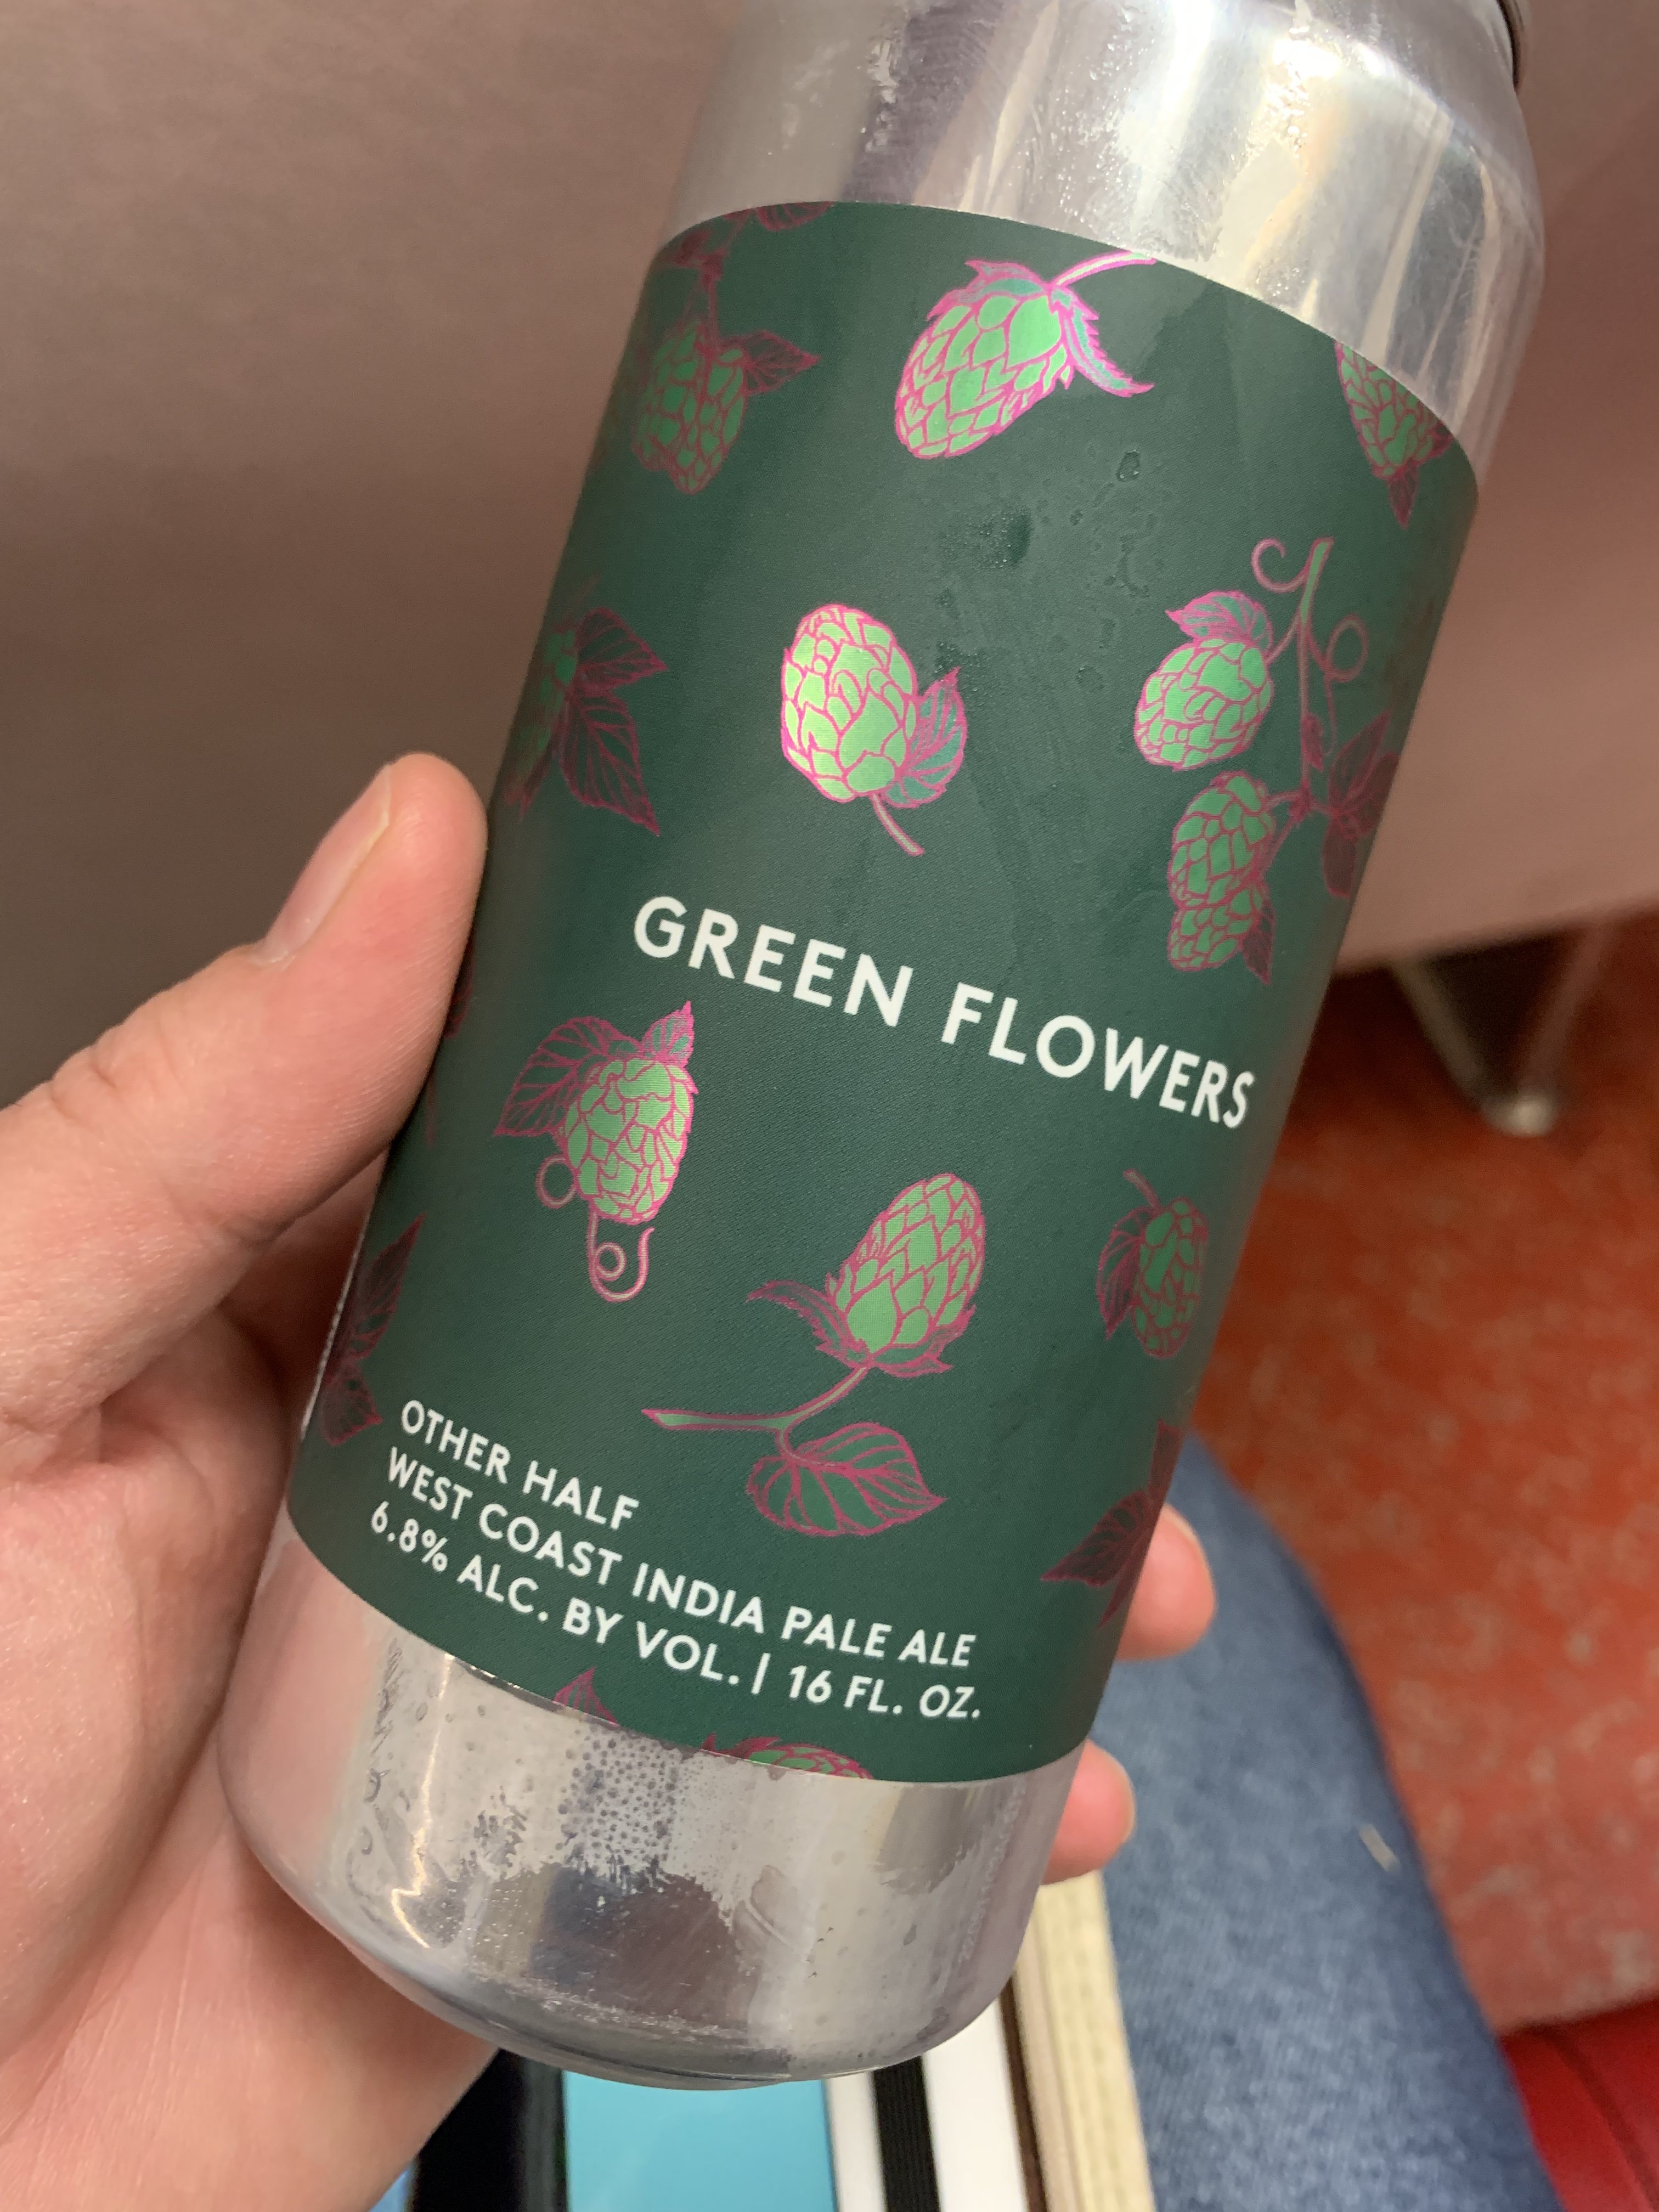 GREEN FLOWERS
OTHER HALF
WEST COAST INDIA PALE ALE
6.8% ALC. BY VOL. | 16 FL. OZ.